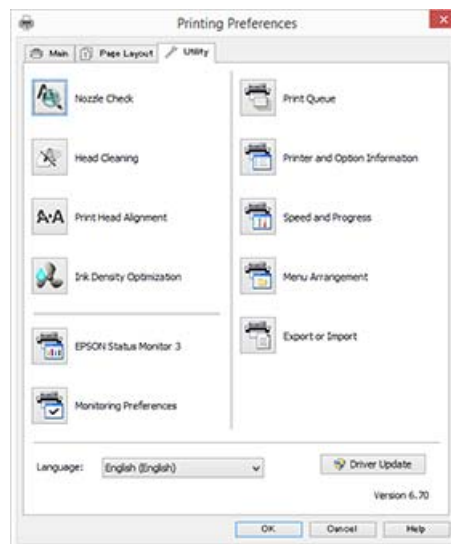 Printing Preferences
Main
Page Layout
Utility
Nozzle Check
Print Queue
Head Cleaning
Printer and Option Information
A·A
Print Head Alignment
Speed and Progress
Ink Density Optimization
Menu Arrangement
EPSON Status Monitor 3
Export or Import
Monitoring Preferences
Language:
English (English)
Driver Update
Version 6.70
OK
Cancel
Help